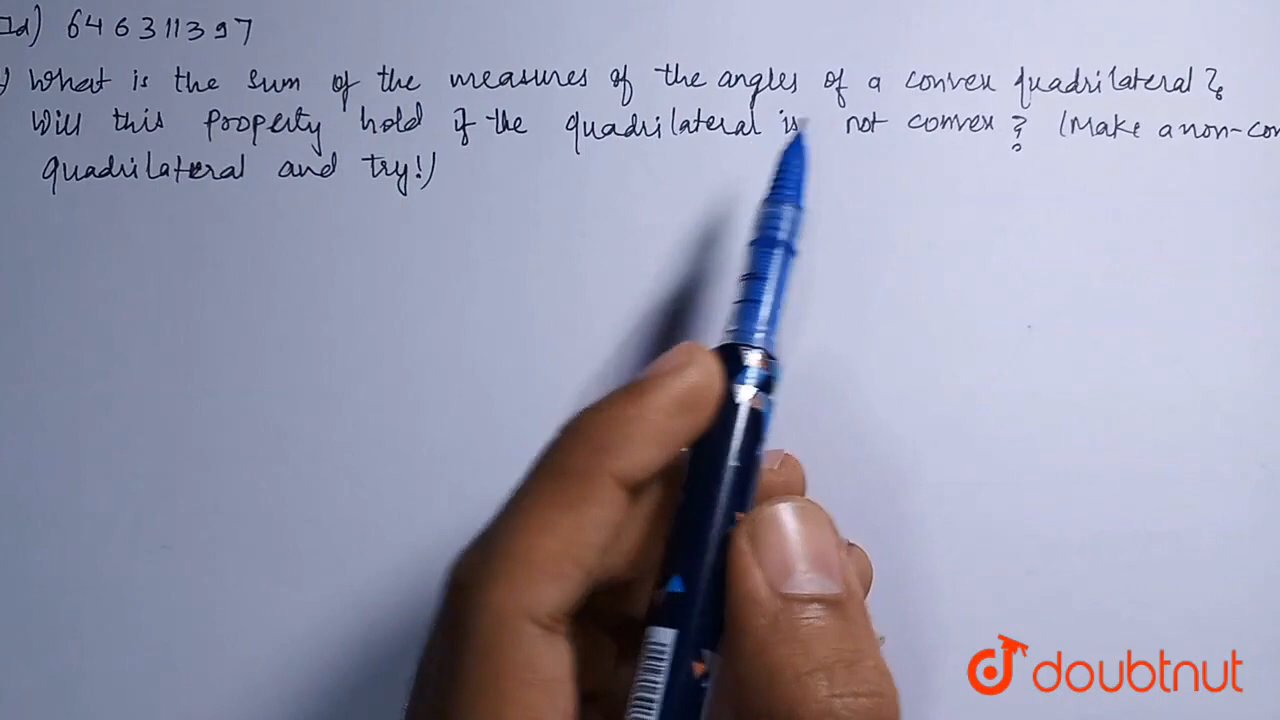 Id) 646311397
) What is the sum of the measures of the angles of a convex quadrilateral?
Will this property hold if the quadrilateral is not convex? (Make a non-con
quadrilateral and try!)
doubtnut